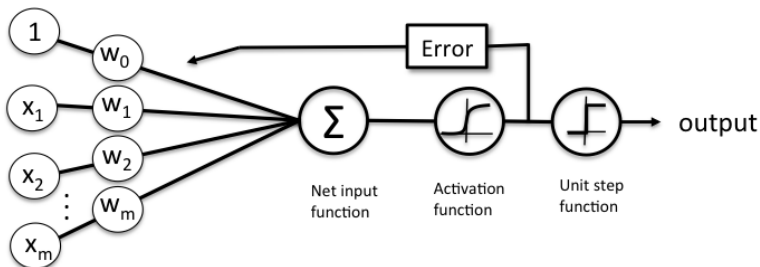 1
w0
Error
x1
w1
Σ
output
x2
w2
⋮
wm
xm
Net input
function
Activation
function
Unit step
function